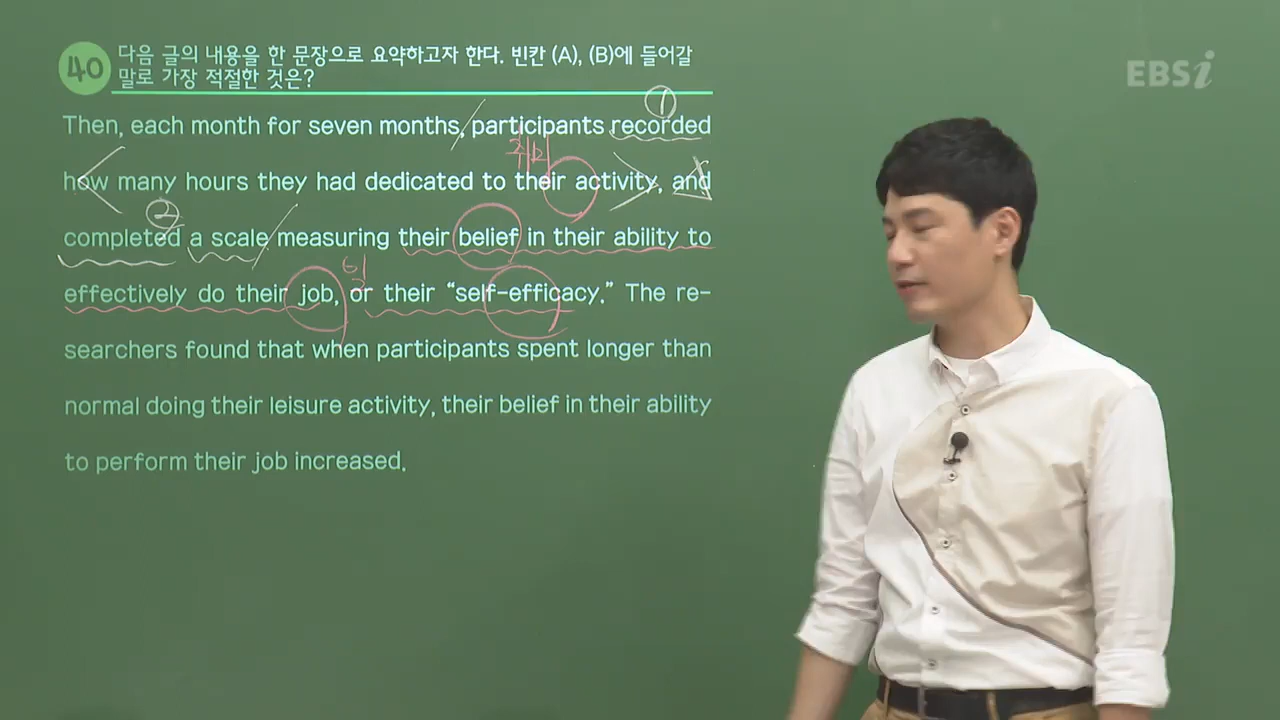 40 다음 글의 내용을 한 문장으로 요약하고자 한다. 빈칸 (A), (B)에 들어갈
말로 가장 적절한 것은?
EBSi
①
Then, each month for seven months, participants recorded
취미
how many hours they had dedicated to their activity, and
②
completed a scale measuring their belief in their ability to
일
effectively do their job, or their “self-efficacy.” The re-
searchers found that when participants spent longer than
normal doing their leisure activity, their belief in their ability
to perform their job increased.